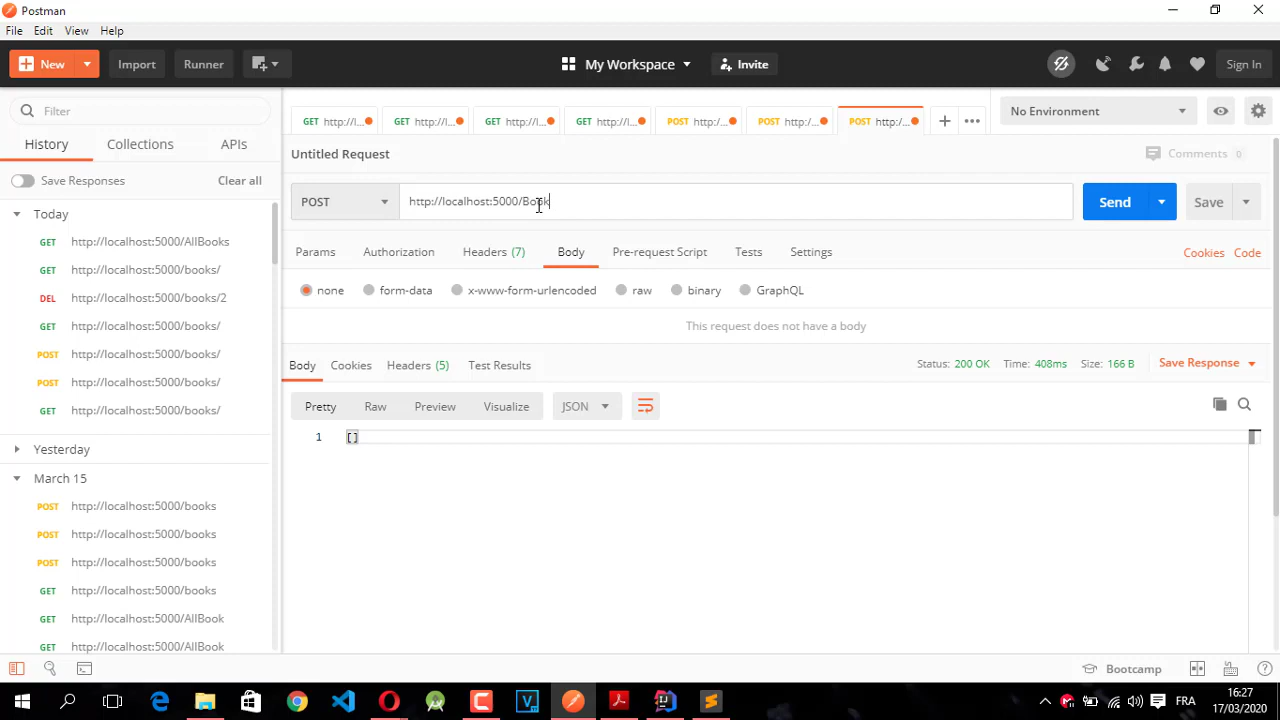 Postman
File Edit View Help
New Import Runner My Workspace Invite Sign In
Filter
History Collections APIs
Save Responses Clear all
Today
GET http://localhost:5000/AllBooks
GET http://localhost:5000/books/
DEL http://localhost:5000/books/2
GET http://localhost:5000/books/
POST http://localhost:5000/books/
POST http://localhost:5000/books/
GET http://localhost:5000/books/
Yesterday
March 15
POST http://localhost:5000/books
POST http://localhost:5000/books
POST http://localhost:5000/books
GET http://localhost:5000/books
GET http://localhost:5000/AllBook
GET http://localhost:5000/AllBook
GET http://l... GET http://l... GET http://l... GET http://l... POST http:/... POST http:/... POST http:/... No Environment
Untitled Request Comments 0
POST http://localhost:5000/Book Send Save
Params Authorization Headers (7) Body Pre-request Script Tests Settings Cookies Code
none form-data x-www-form-urlencoded raw binary GraphQL
This request does not have a body
Body Cookies Headers (5) Test Results Status: 200 OK Time: 408ms Size: 166 B Save Response
Pretty Raw Preview Visualize JSON
1 []
Bootcamp
FRA 16:27
17/03/2020